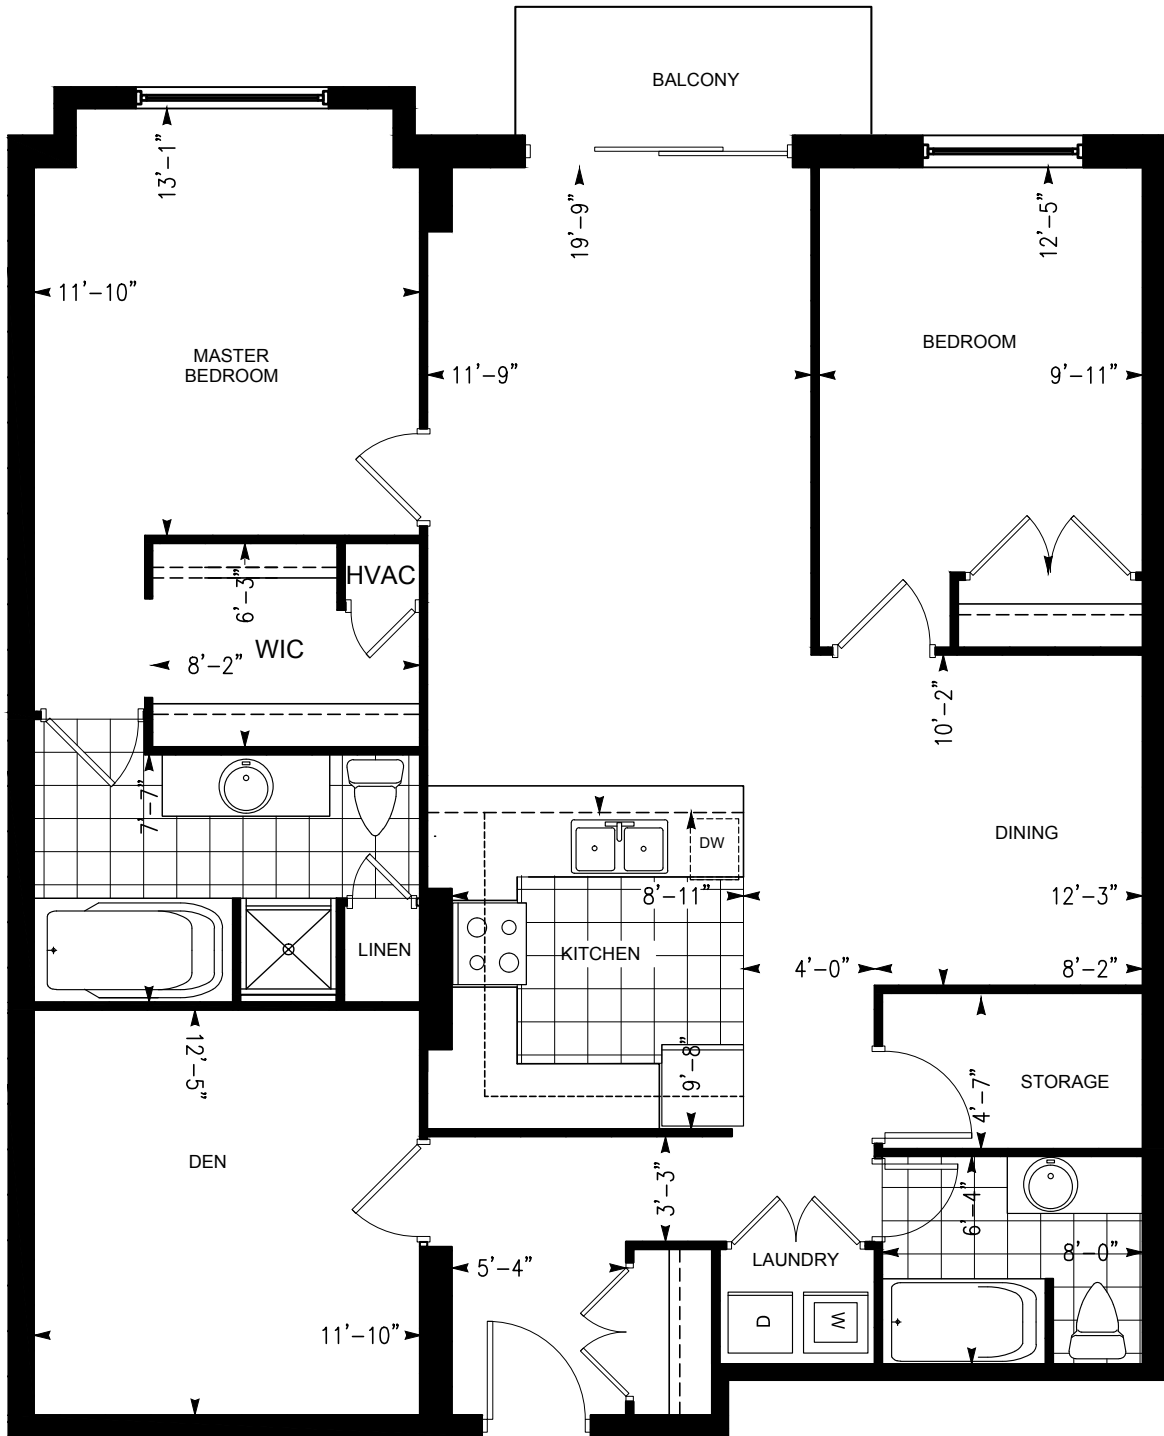 BALCONY
13'-1"
19'-9"
12'-5"
11'-10"
BEDROOM
MASTER
BEDROOM
11'-9"
9'-11"
HVAC
6'-3"
WIC
8'-2"
10'-2"
7'-7"
DINING
DW
8'-11"
12'-3"
LINEN
KITCHEN
4'-0"
8'-2"
12'-5"
9'-8"
STORAGE
4'-7"
DEN
3'-3"
6'-4"
8'-0"
LAUNDRY
5'-4"
D
W
11'-10"